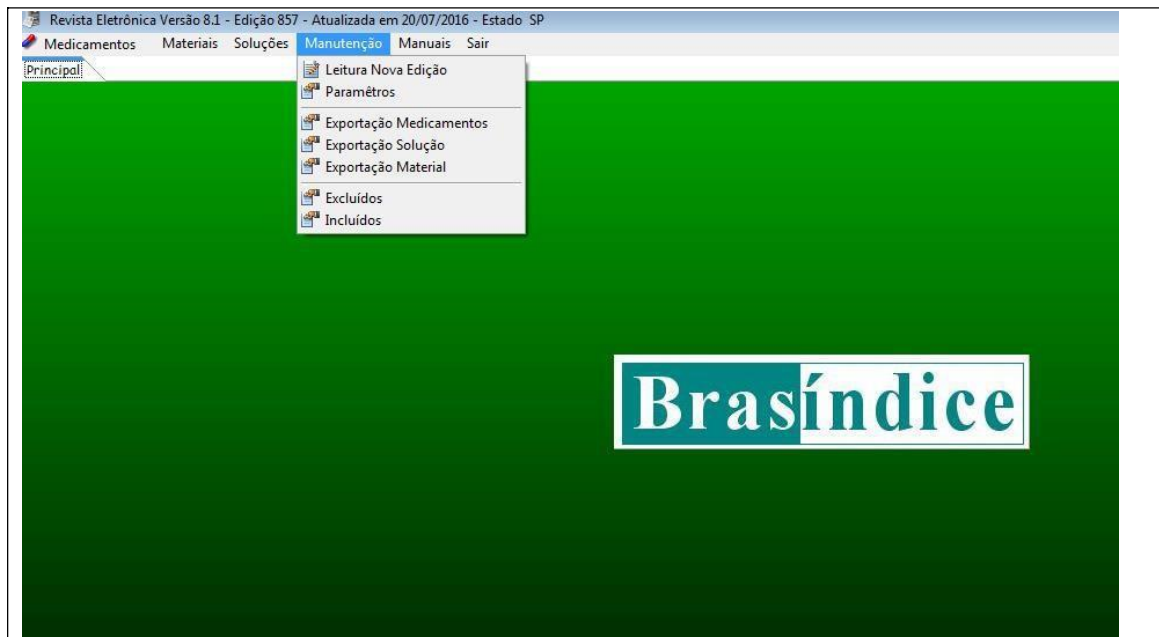 Revista Eletrônica Versão 8.1 - Edição 857 - Atualizada em 20/07/2016 - Estado SP
Medicamentos Materiais Soluções Manutenção Manuais Sair
Principal
Leitura Nova Edição
Paramêtros
Exportação Medicamentos
Exportação Solução
Exportação Material
Excluídos
Incluídos
Brasíndice